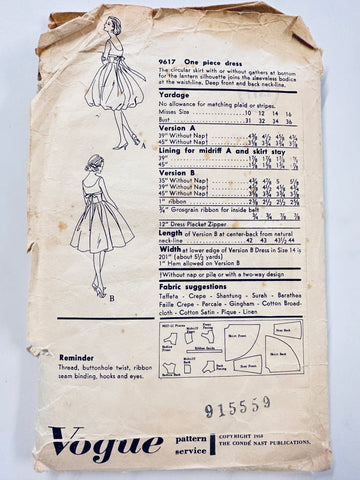 9617 One piece dress
The circular skirt with or without gathers at bottom
for the lantern silhouette joins the sleeveless bodice
at the waistline. Deep front and back neck-line.
Yardage
No allowance for matching plaid or stripes.
Misses Size 10 12 14 16
Bust 31 32 34 36
Version A
39" Without Nap†
45" Without Nap†
Lining for midriff A and skirt stay
39"
45"
Version B
35" Without Nap†
39" Without Nap†
45" Without Nap†
1" ribbon
Grosgrain ribbon for inside belt
12" Dress Placket Zipper
Length of Version B at center-back from natural
neck-line 42 43 43½ 44
Width at lower edge of Version B Dress in Size 14 is
201" (about 5½ yards)
1" Hem allowed on Version B
†Without nap or pile or with a two-way design
Fabric suggestions
Taffeta - Crepe - Shantung - Surah - Barathea
Faille Crepe - Percale - Gingham - Cotton Broad-
cloth - Cotton Satin - Pique - Linen
A
B
Reminder
Thread, buttonhole twist, ribbon
seam binding, hooks and eyes.
915559
Vogue pattern service
COPYRIGHT 1958
THE CONDÉ NAST PUBLICATIONS,